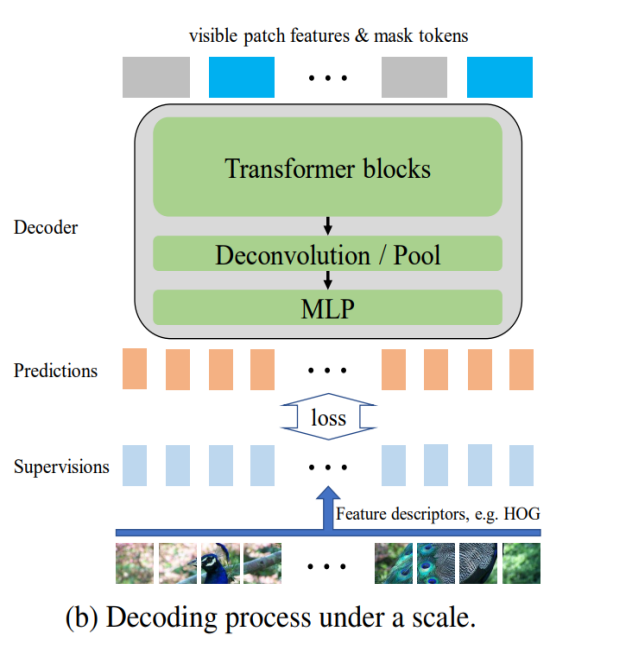 visible patch features & mask tokens
Transformer blocks
Decoder
Deconvolution / Pool
MLP
Predictions
loss
Supervisions
Feature descriptors, e.g. HOG
(b) Decoding process under a scale.